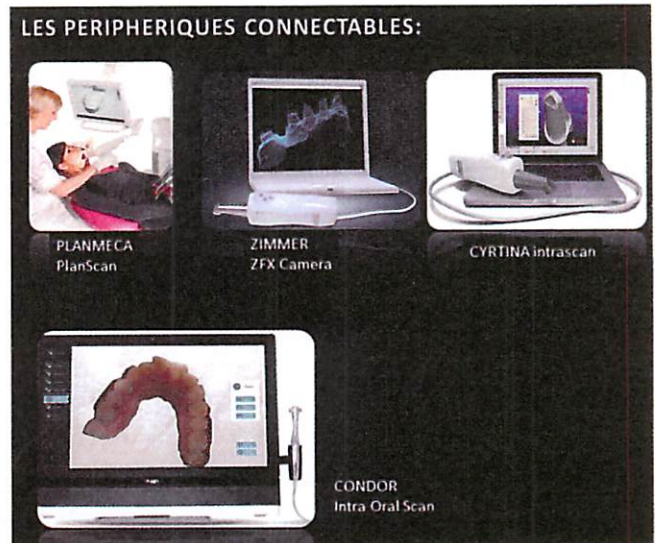 LES PERIPHERIQUES CONNECTABLES:
PLANMECA
PlanScan
ZIMMER
ZFX Camera
CYRTINA intrascan
CONDOR
Intra Oral Scan